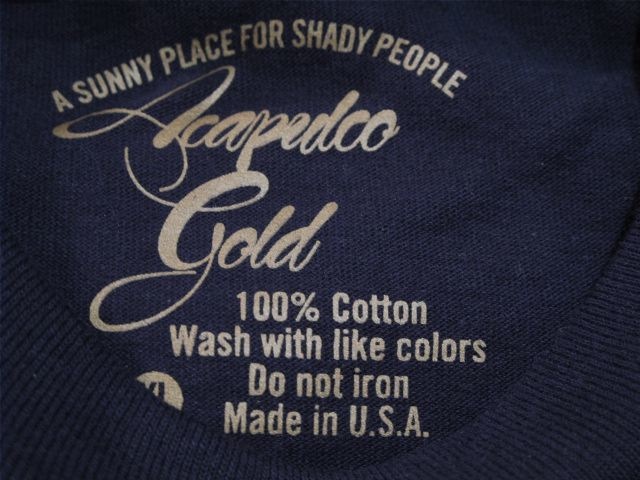 A SUNNY PLACE FOR SHADY PEOPLE
Acapulco
Gold
100% Cotton
Wash with like colors
Do not iron
Made in U.S.A.